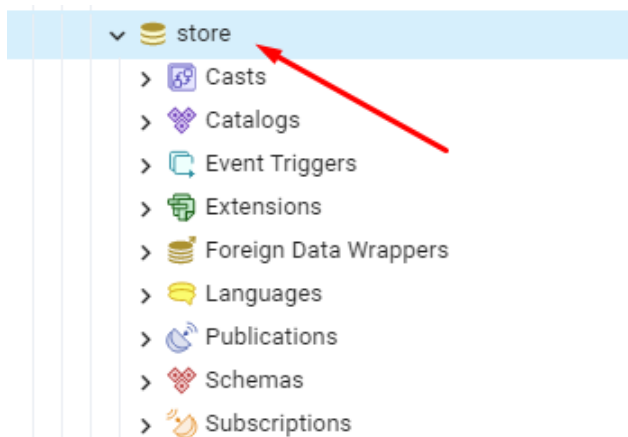 store
Casts
Catalogs
Event Triggers
Extensions
Foreign Data Wrappers
Languages
Publications
Schemas
Subscriptions